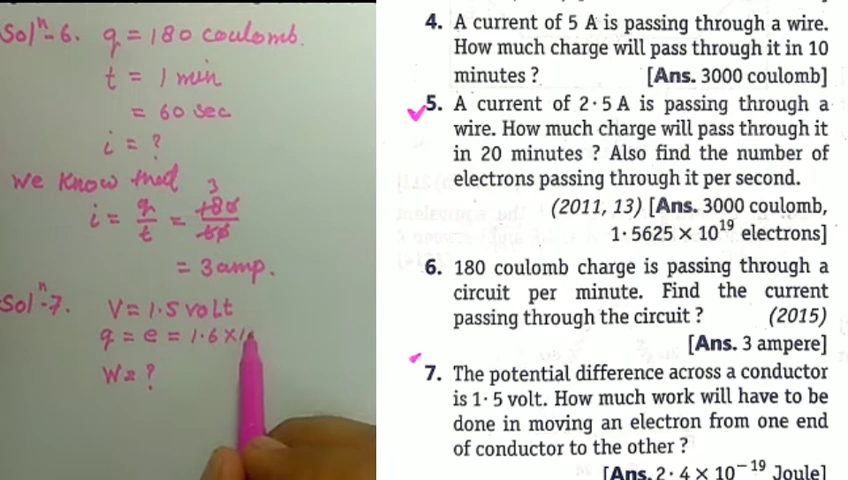 Solⁿ-6. q = 180 coulomb.
t = 1 min
= 60 sec
i = ?
We know that
i = q/t = 180/60 3
= 3 amp.
Solⁿ-7. V = 1.5 volt
q = e = 1.6 × 1
W = ?
4. A current of 5 A is passing through a wire.
How much charge will pass through it in 10
minutes ? [Ans. 3000 coulomb]
5. A current of 2·5 A is passing through a
wire. How much charge will pass through it
in 20 minutes ? Also find the number of
electrons passing through it per second.
(2011, 13) [Ans. 3000 coulomb,
1·5625 × 10¹⁹ electrons]
6. 180 coulomb charge is passing through a
circuit per minute. Find the current
passing through the circuit ? (2015)
[Ans. 3 ampere]
7. The potential difference across a conductor
is 1·5 volt. How much work will have to be
done in moving an electron from one end
of conductor to the other ?
[Ans. 2·4 × 10⁻¹⁹ Joule]